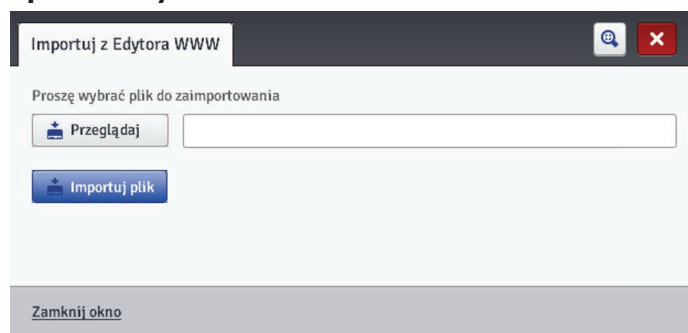 Importuj z Edytora WWW
Proszę wybrać plik do zaimportowania
Przeglądaj
Importuj plik
Zamknij okno